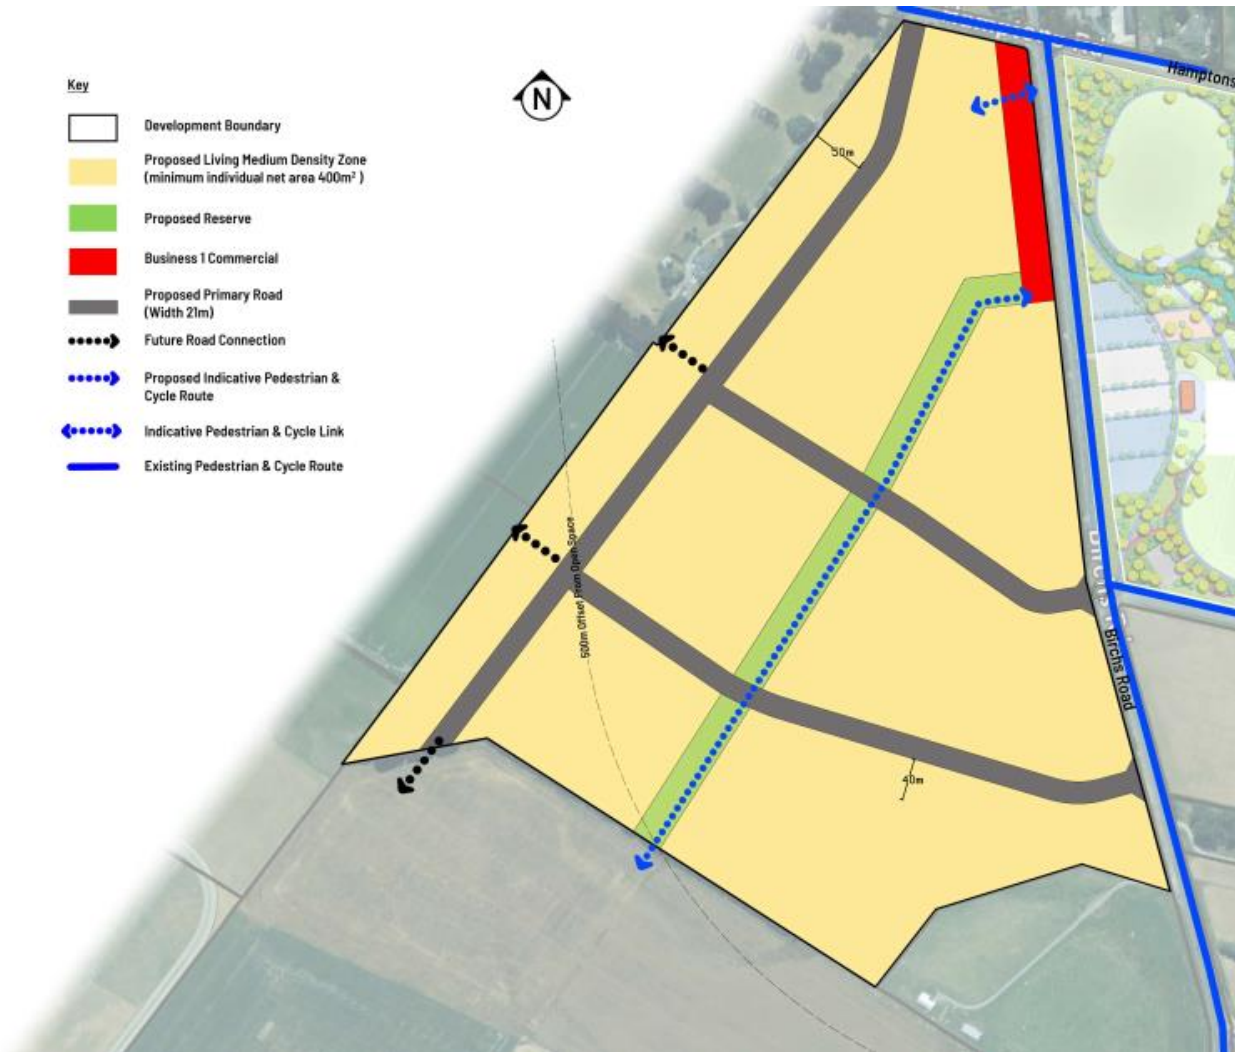 Key
Development Boundary
Proposed Living Medium Density Zone
(minimum individual net area 400m² )
Proposed Reserve
Business 1 Commercial
Proposed Primary Road
(Width 21m)
Future Road Connection
Proposed Indicative Pedestrian &
Cycle Route
Indicative Pedestrian & Cycle Link
Existing Pedestrian & Cycle Route
N
Hamptons
50m
500m Offset From Open Space
Birchs Road
40m